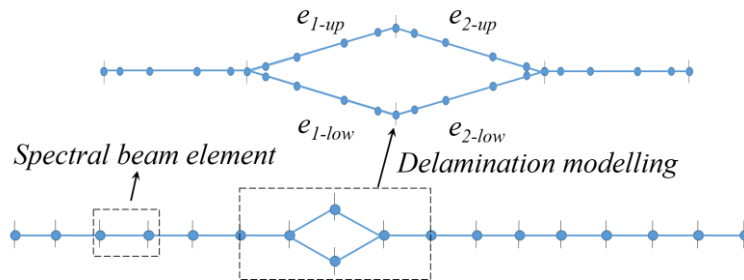 e1-up e2-up
e1-low e2-low
Spectral beam element Delamination modelling